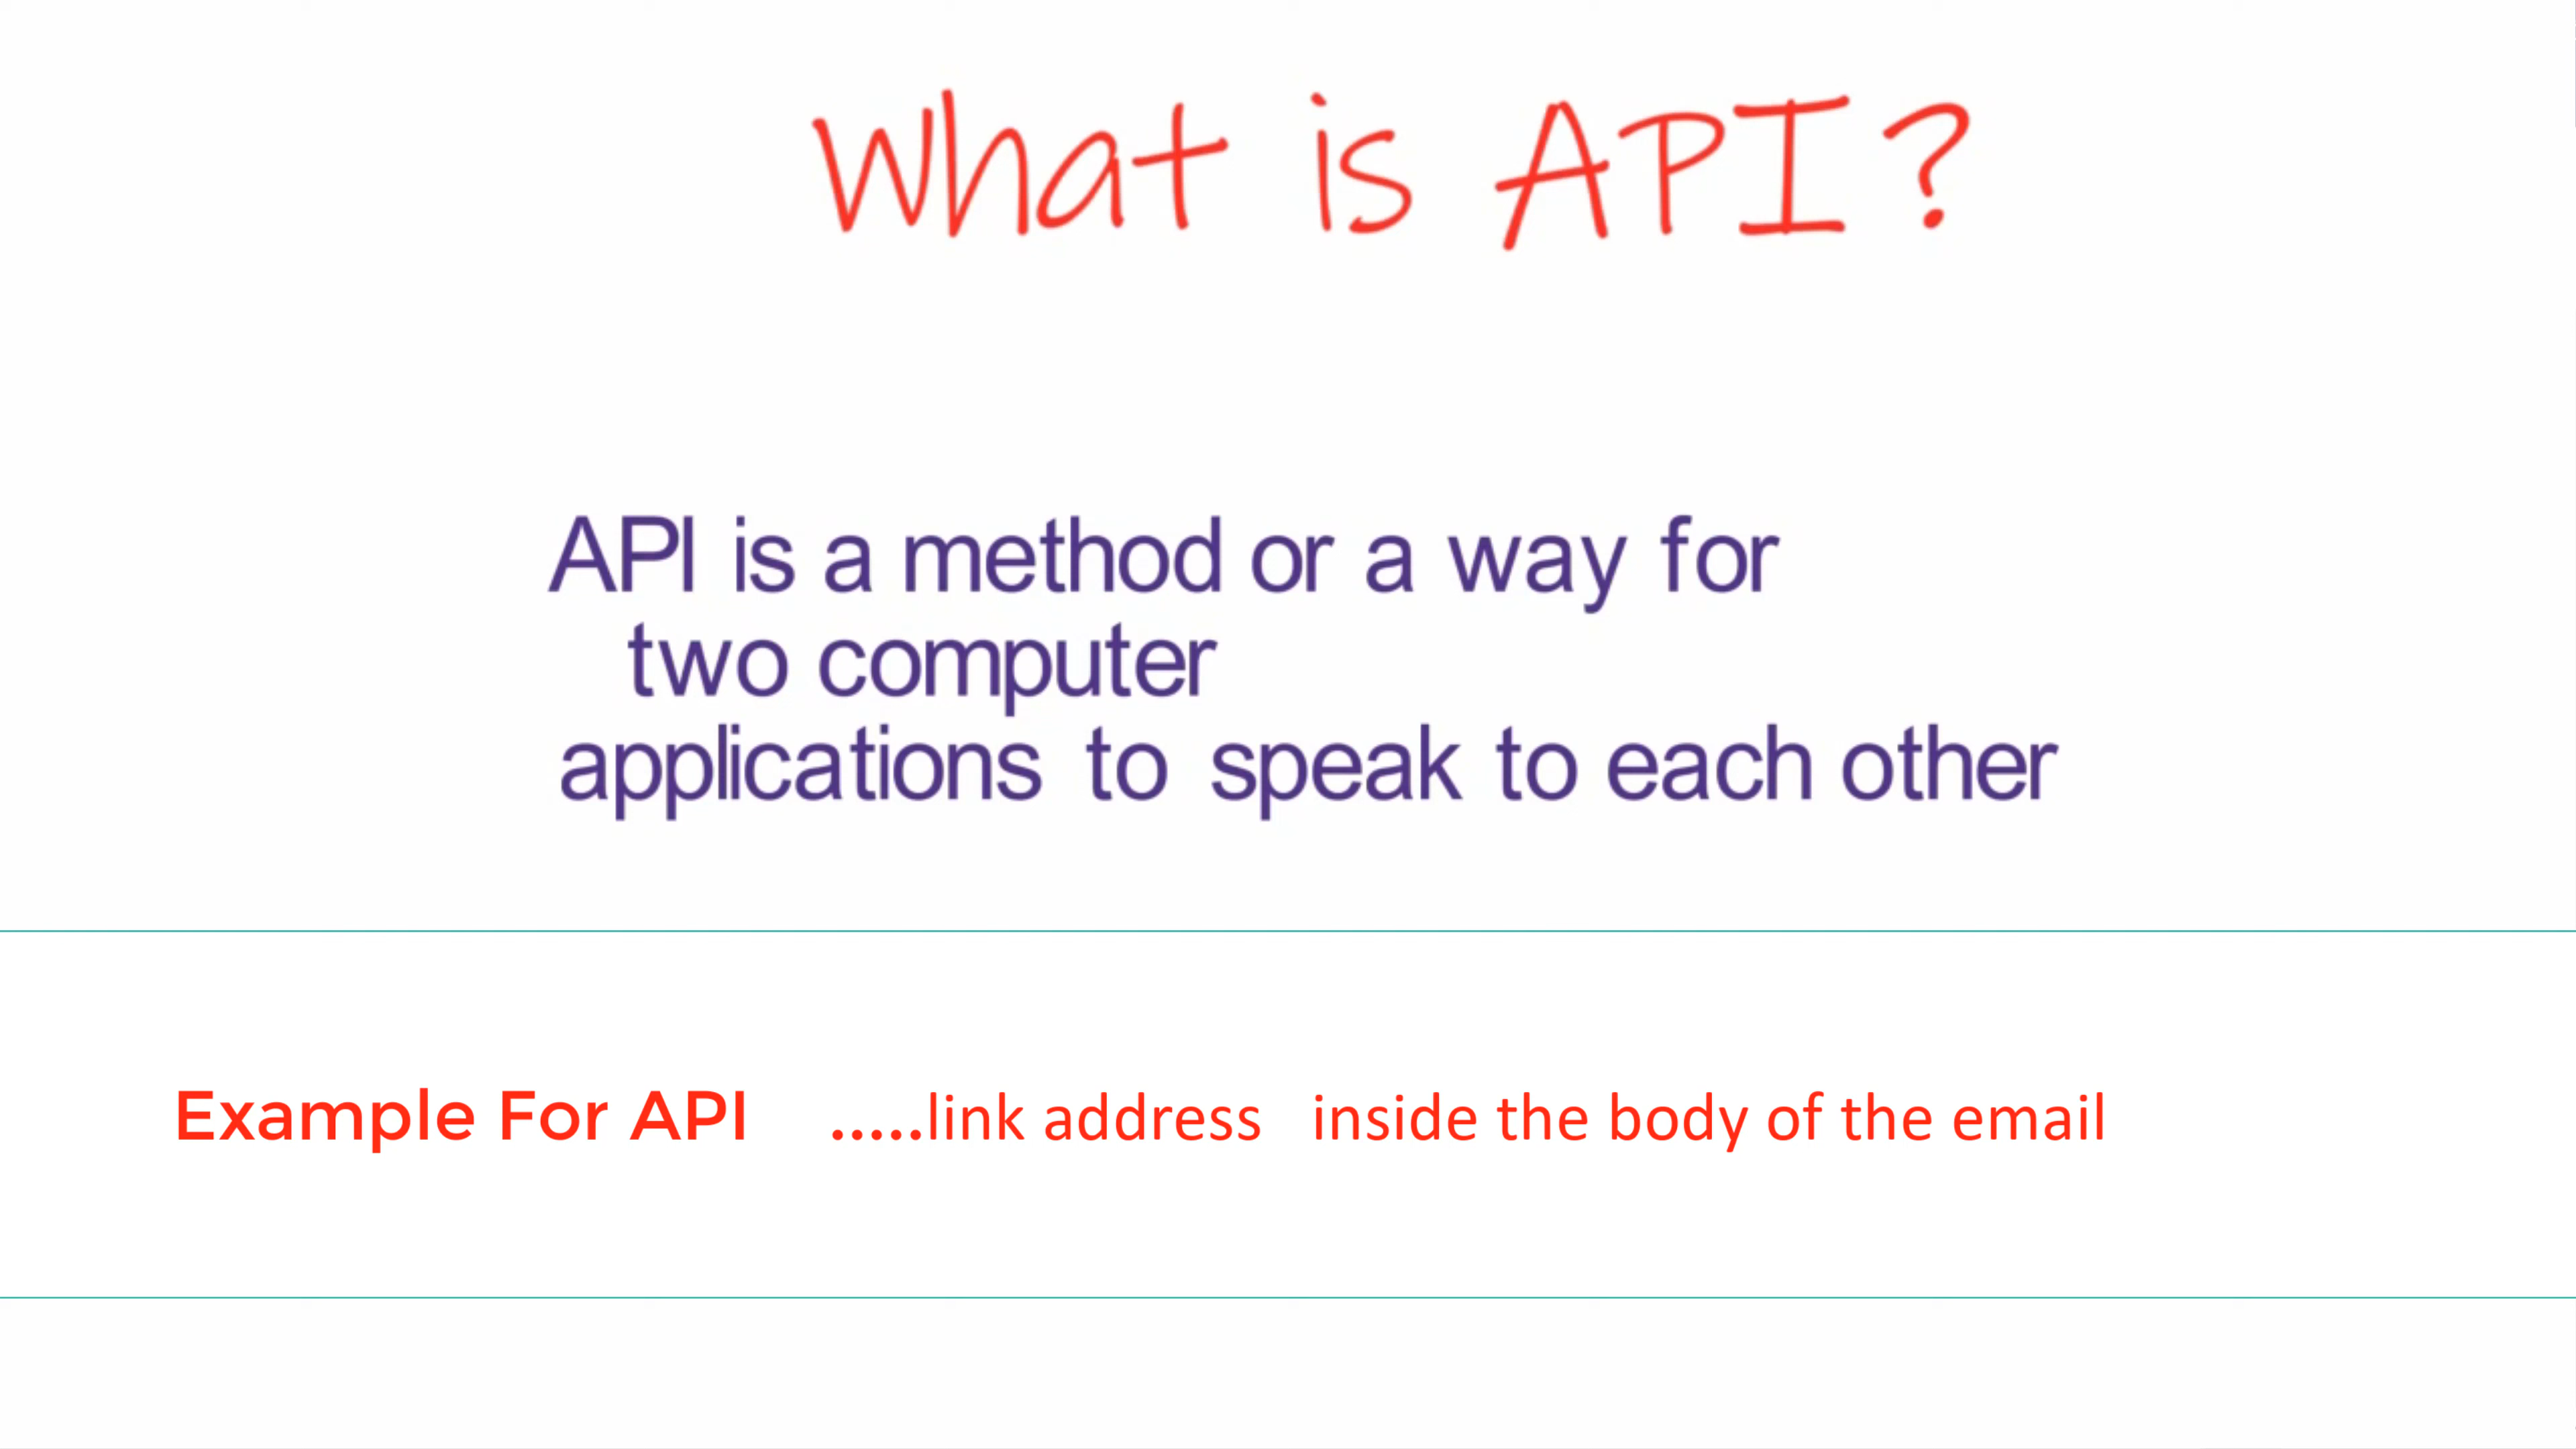 What is API?
API is a method or a way for
two computer
applications to speak to each other
Example For API .....link address inside the body of the email